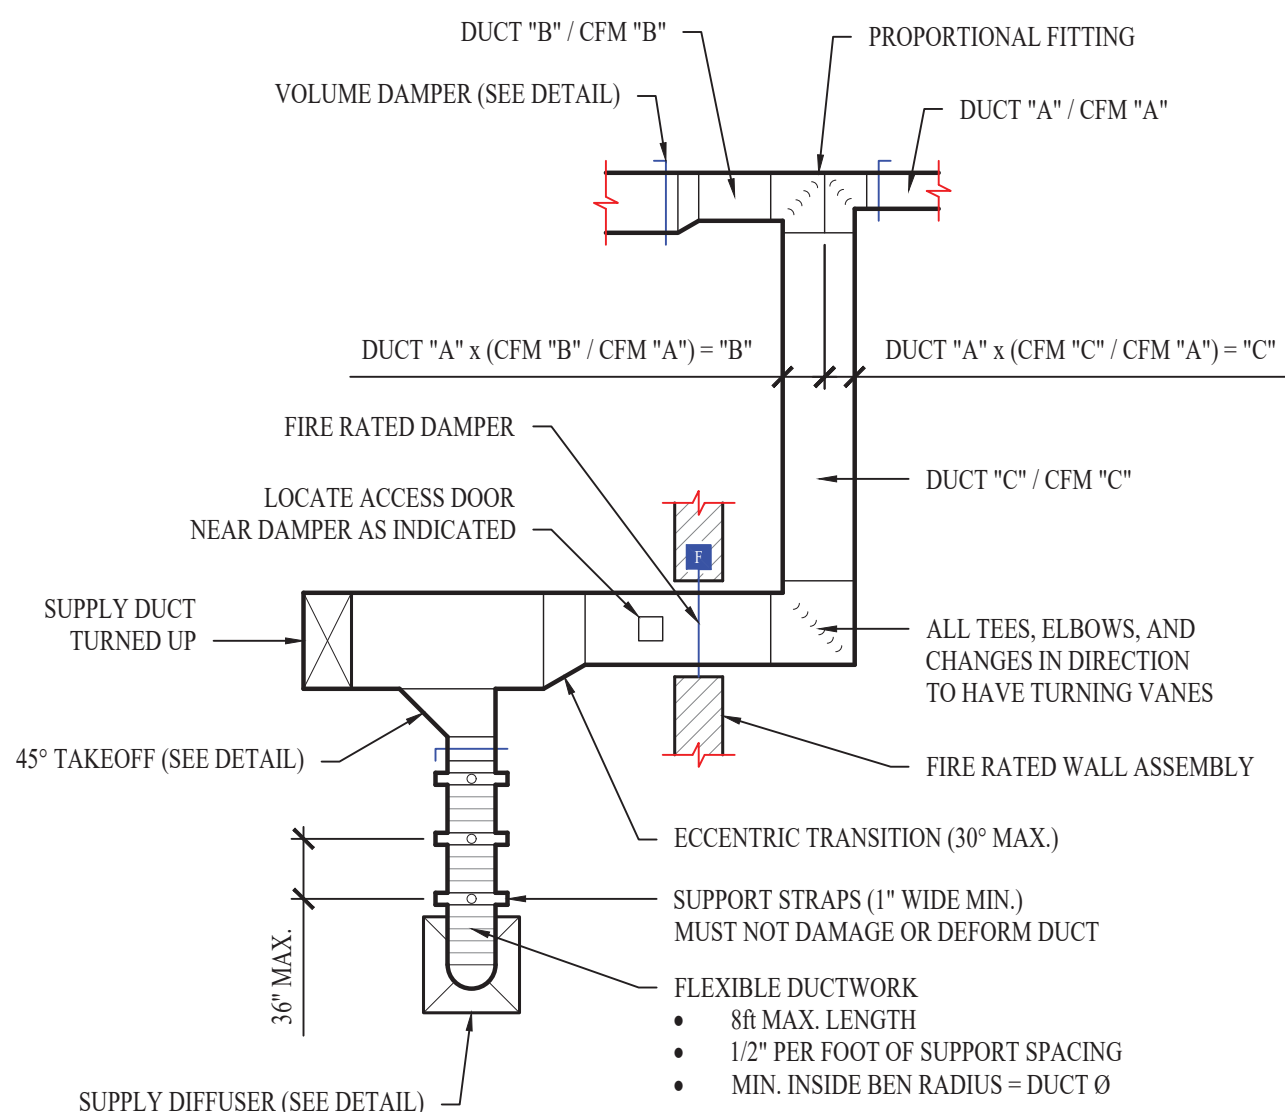 DUCT "B" / CFM "B"
PROPORTIONAL FITTING
VOLUME DAMPER (SEE DETAIL)
DUCT "A" / CFM "A"
DUCT "A" x (CFM "B" / CFM "A") = "B"
DUCT "A" x (CFM "C" / CFM "A") = "C"
FIRE RATED DAMPER
DUCT "C" / CFM "C"
LOCATE ACCESS DOOR
NEAR DAMPER AS INDICATED
F
SUPPLY DUCT
TURNED UP
ALL TEES, ELBOWS, AND
CHANGES IN DIRECTION
TO HAVE TURNING VANES
45° TAKEOFF (SEE DETAIL)
FIRE RATED WALL ASSEMBLY
ECCENTRIC TRANSITION (30° MAX.)
SUPPORT STRAPS (1" WIDE MIN.)
MUST NOT DAMAGE OR DEFORM DUCT
36" MAX.
FLEXIBLE DUCTWORK
• 8ft MAX. LENGTH
• 1/2" PER FOOT OF SUPPORT SPACING
• MIN. INSIDE BEN RADIUS = DUCT Ø
SUPPLY DIFFUSER (SEE DETAIL)